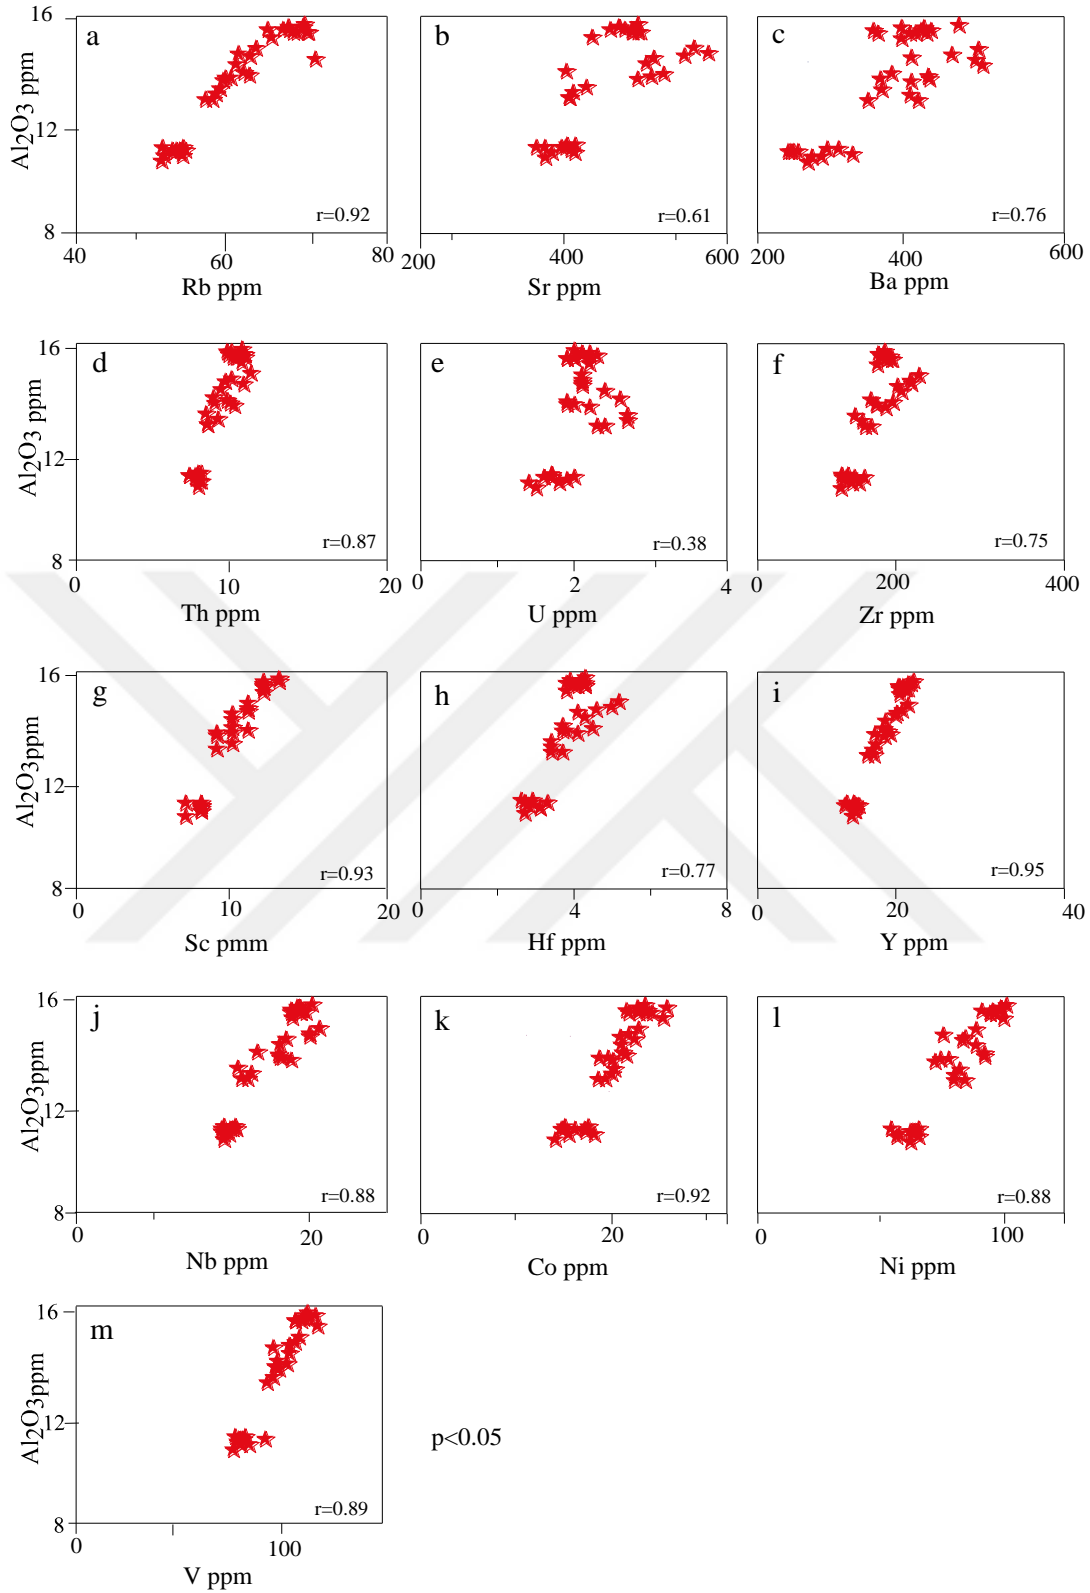 16
a
b
c
Al2O3 ppm
12
r=0.92
r=0.61
r=0.76
8
40
60
80
200
400
600
200
400
600
Rb ppm
Sr ppm
Ba ppm
16
d
e
f
Al2O3 ppm
12
r=0.87
r=0.38
r=0.75
8
0
10
20
0
2
4
0
200
400
Th ppm
U ppm
Zr ppm
16
g
h
i
Al2O3ppm
12
r=0.93
r=0.77
r=0.95
8
0
10
20
0
4
8
0
20
40
Sc pmm
Hf ppm
Y ppm
16
j
k
l
Al2O3ppm
12
r=0.88
r=0.92
r=0.88
8
0
20
0
20
0
100
Nb ppm
Co ppm
Ni ppm
16
m
Al2O3ppm
12
p<0.05
r=0.89
8
0
100
V ppm